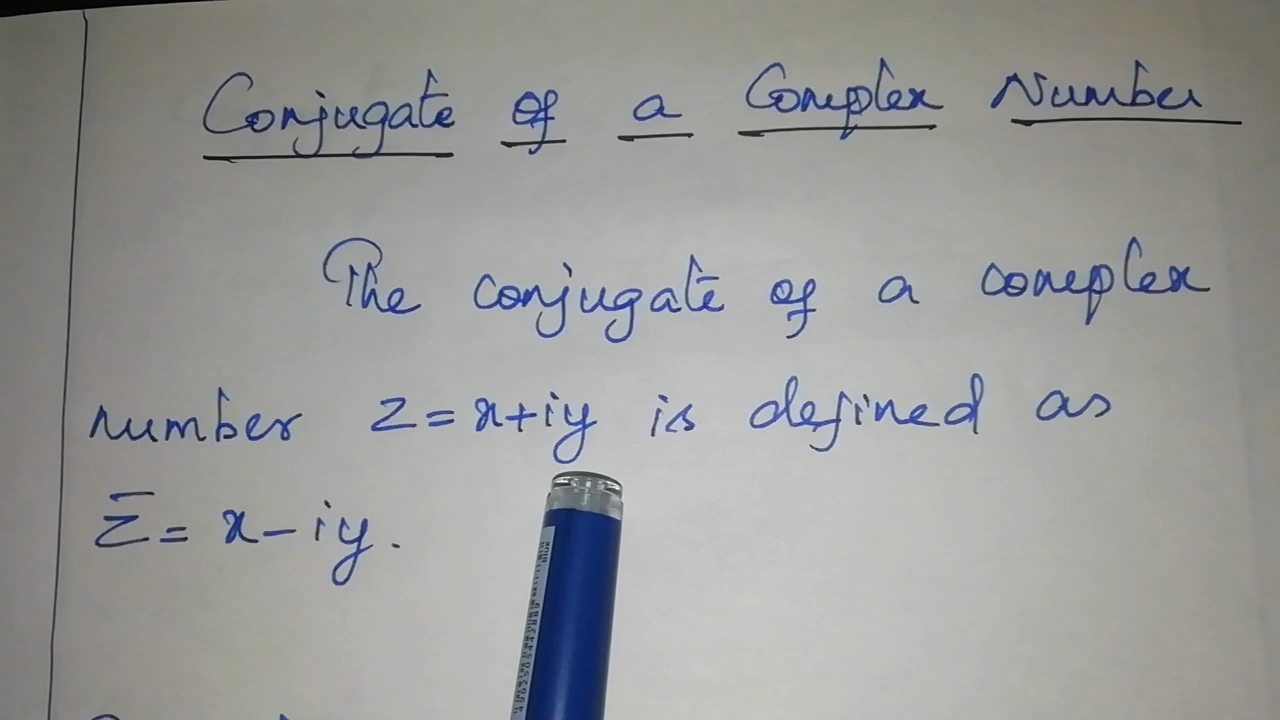 Conjugate of a Complex Number
The conjugate of a complex
number z = x+iy is defined as
z̄ = x-iy.